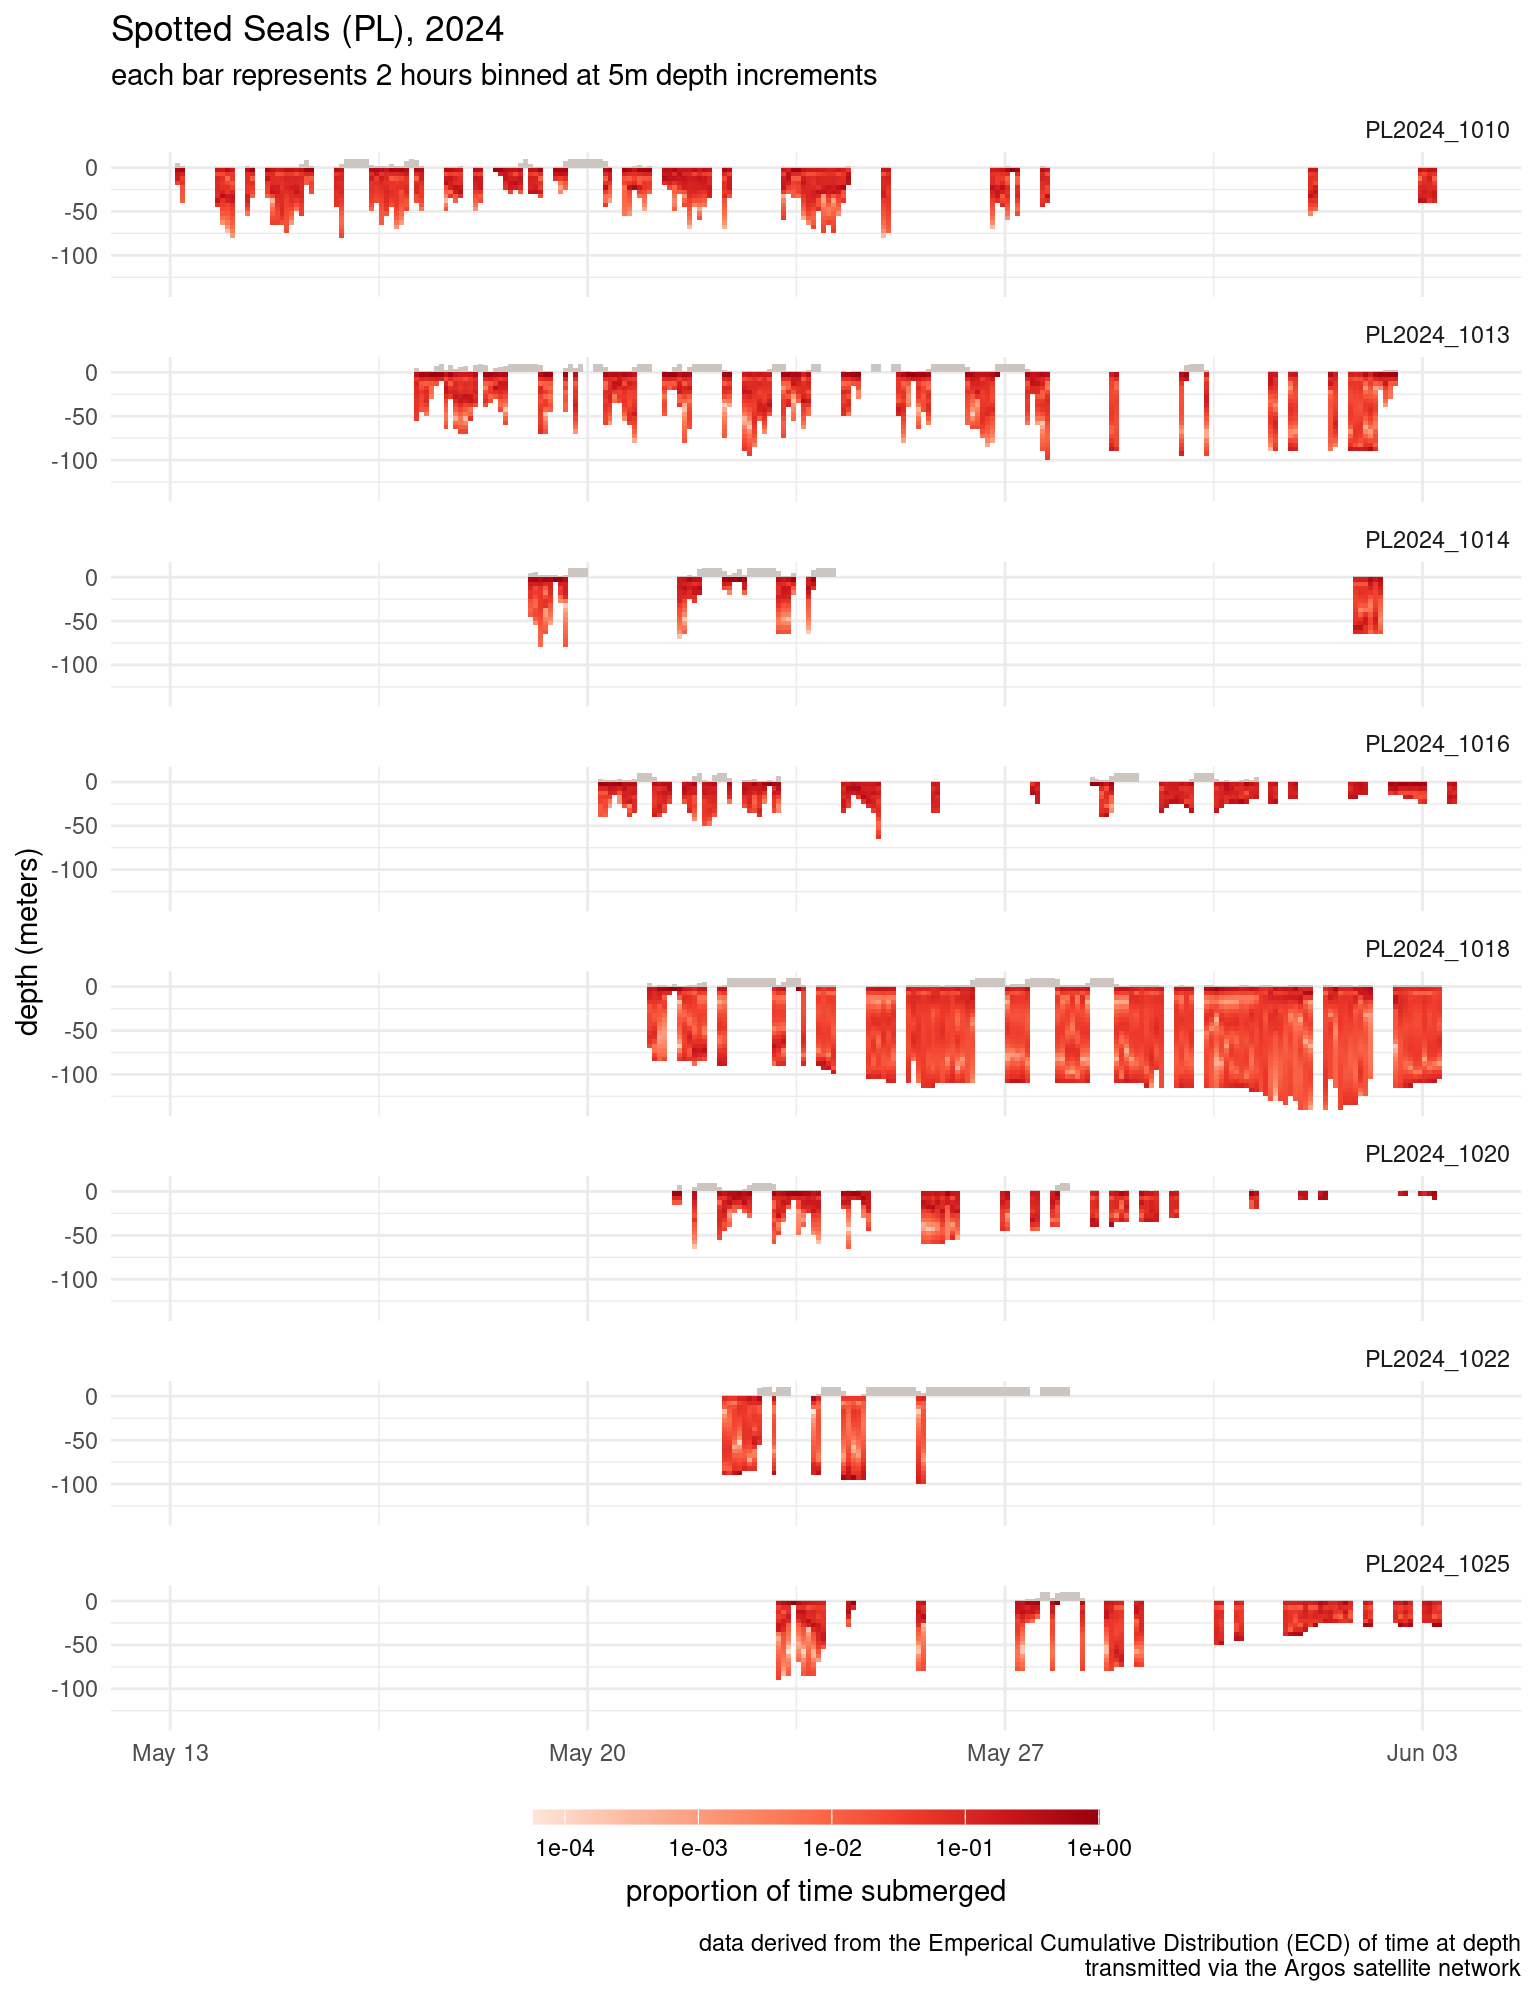 Spotted Seals (PL), 2024
each bar represents 2 hours binned at 5m depth increments
PL2024_1010
0
-50
-100
PL2024_1013
0
-50
-100
PL2024_1014
0
-50
-100
PL2024_1016
0
-50
-100
depth (meters)
PL2024_1018
0
-50
-100
PL2024_1020
0
-50
-100
PL2024_1022
0
-50
-100
PL2024_1025
0
-50
-100
May 13 May 20 May 27 Jun 03
1e-04 1e-03 1e-02 1e-01 1e+00
proportion of time submerged
data derived from the Emperical Cumulative Distribution (ECD) of time at depth
transmitted via the Argos satellite network